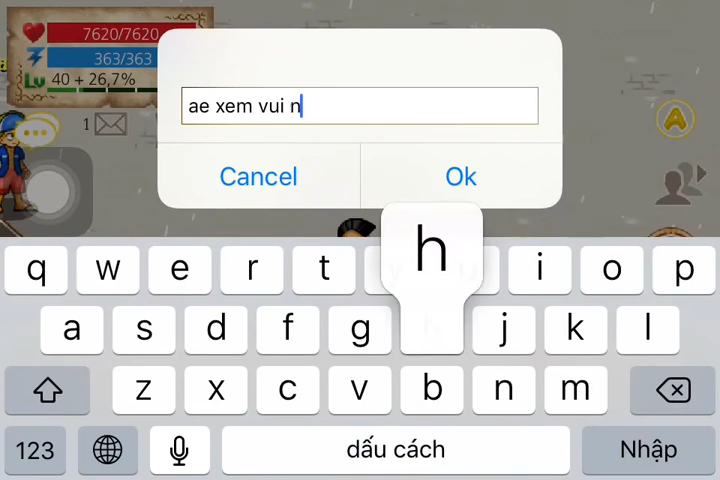 7620/7620
363/363
Lv 40 + 26,7%
1
A
ae xem vui n
Cancel
Ok
h
q w e r t i o p
a s d f g j k l
z x c v b n m
123
dấu cách
Nhập